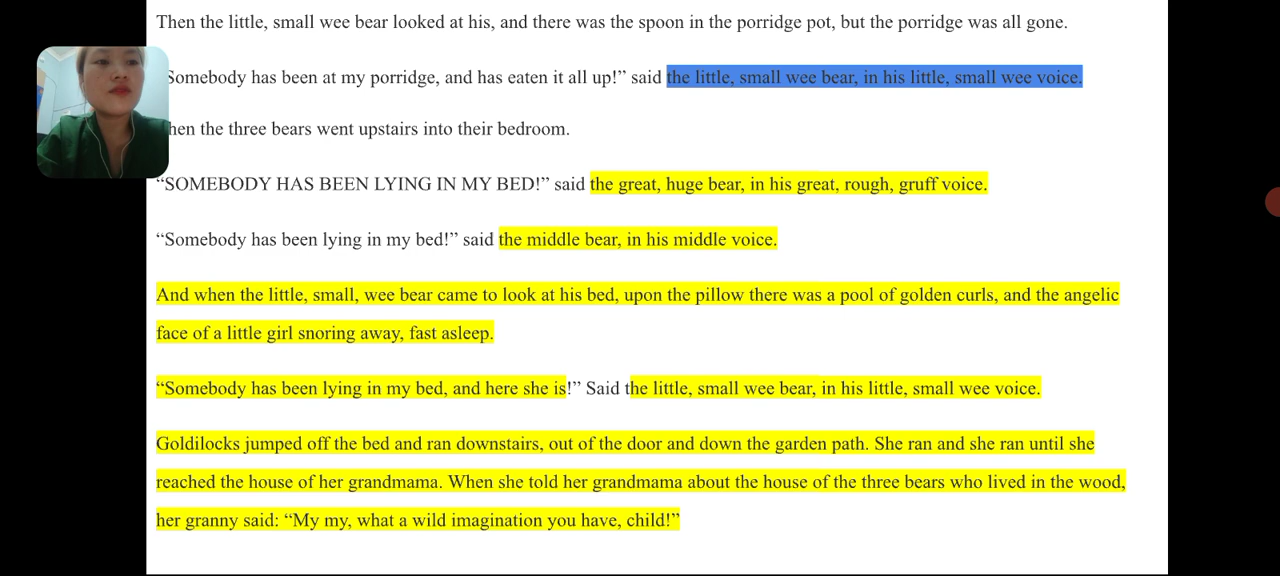 Then the little, small wee bear looked at his, and there was the spoon in the porridge pot, but the porridge was all gone.
Somebody has been at my porridge, and has eaten it all up!” said the little, small wee bear, in his little, small wee voice.
hen the three bears went upstairs into their bedroom.
“SOMEBODY HAS BEEN LYING IN MY BED!” said the great, huge bear, in his great, rough, gruff voice.
“Somebody has been lying in my bed!” said the middle bear, in his middle voice.
And when the little, small, wee bear came to look at his bed, upon the pillow there was a pool of golden curls, and the angelic
face of a little girl snoring away, fast asleep.
“Somebody has been lying in my bed, and here she is!” Said the little, small wee bear, in his little, small wee voice.
Goldilocks jumped off the bed and ran downstairs, out of the door and down the garden path. She ran and she ran until she
reached the house of her grandmama. When she told her grandmama about the house of the three bears who lived in the wood,
her granny said: “My my, what a wild imagination you have, child!”